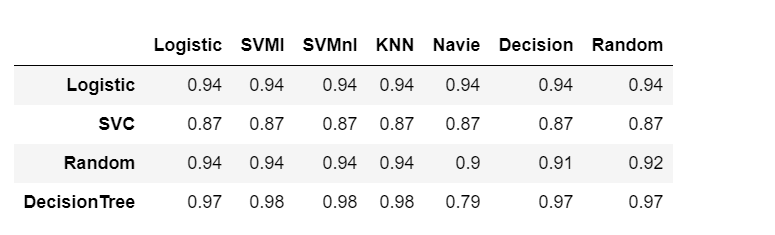 Logistic SVMl SVMnl KNN Navie Decision Random
Logistic 0.94 0.94 0.94 0.94 0.94 0.94 0.94
SVC 0.87 0.87 0.87 0.87 0.87 0.87 0.87
Random 0.94 0.94 0.94 0.94 0.9 0.91 0.92
DecisionTree 0.97 0.98 0.98 0.98 0.79 0.97 0.97